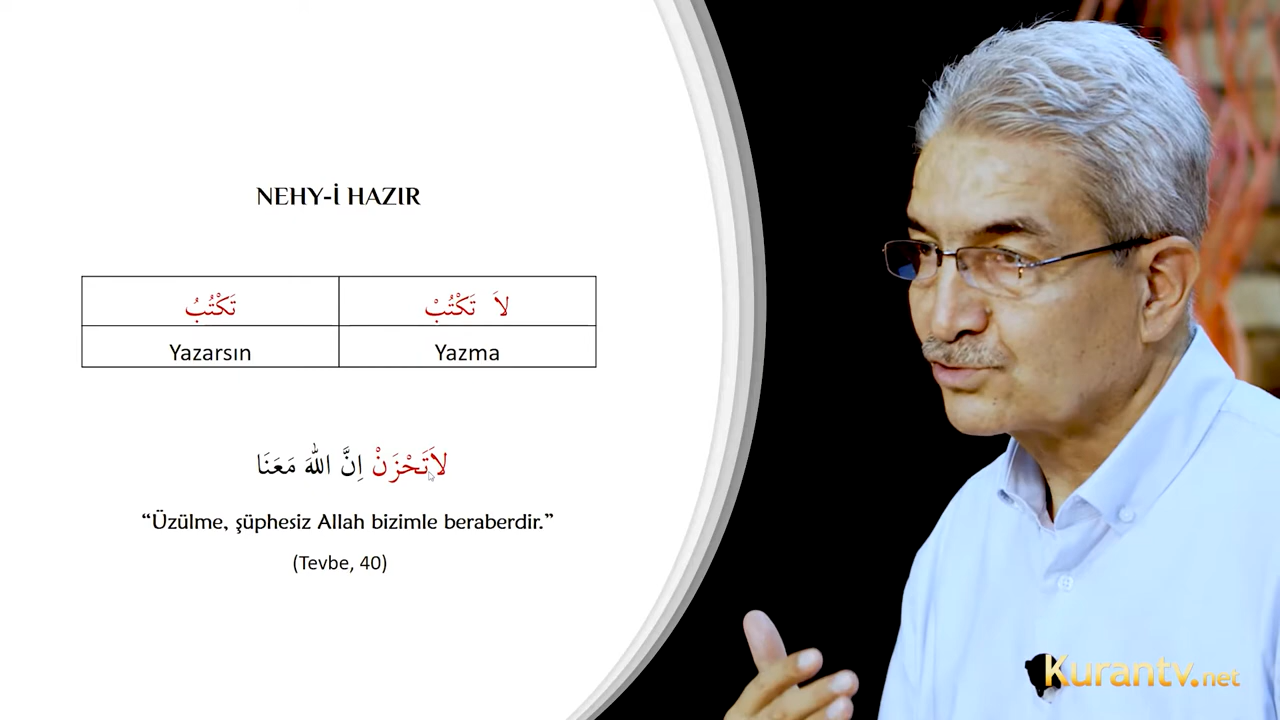 NEHY-İ HAZIR
تَكْتُبُ لاَ تَكْتُبْ
Yazarsın Yazma
لاَتَحْزَنْ اِنَّ اللّٰهَ مَعَنَا
“Üzülme, şüphesiz Allah bizimle beraberdir.”
(Tevbe, 40)
Kurantv.net